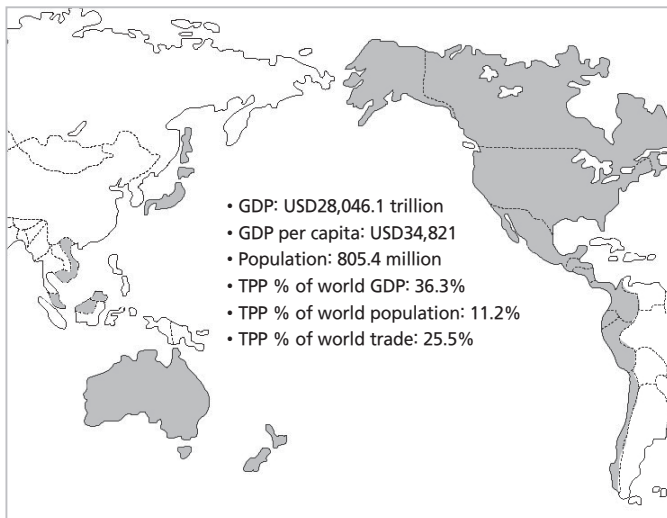 • GDP: USD28,046.1 trillion
• GDP per capita: USD34,821
• Population: 805.4 million
• TPP % of world GDP: 36.3%
• TPP % of world population: 11.2%
• TPP % of world trade: 25.5%